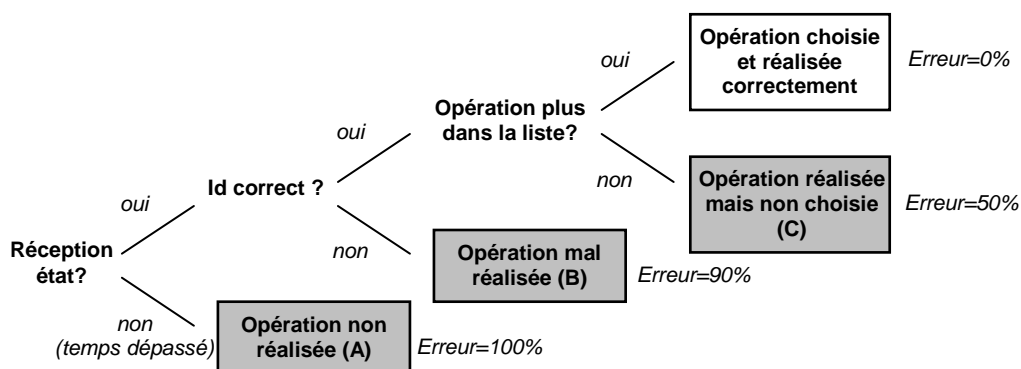 Opération choisie
et réalisée
correctement
Erreur=0%
oui
Opération plus
dans la liste?
oui
non
Opération réalisée
mais non choisie
(C)
Erreur=50%
Id correct ?
oui
non
Opération mal
réalisée (B)
Erreur=90%
Réception
état?
non
(temps dépassé)
Opération non
réalisée (A)
Erreur=100%